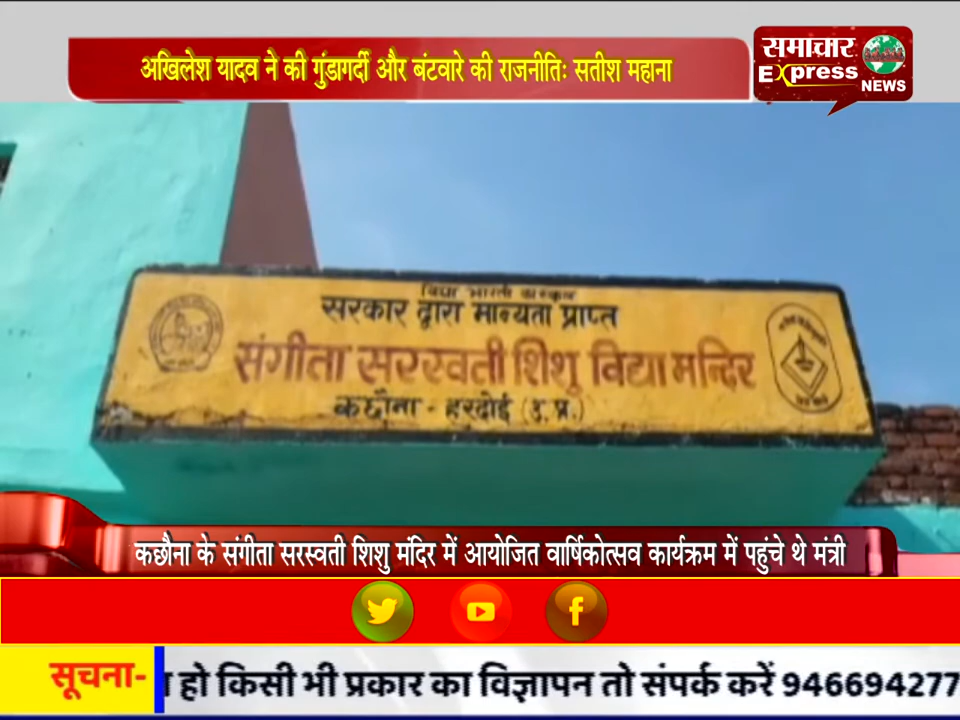 अखिलेश यादव ने की गुंडागर्दी और बंटवारे की राजनीतिः सतीश महाना
समाचार
Express
NEWS
विद्या भारती
सरकार द्वारा मान्यता प्राप्त
संगीता सरस्वती शिशु विद्या मन्दिर
कछौना - हरदोई (उ. प्र.)
कछौना के संगीता सरस्वती शिशु मंदिर में आयोजित वार्षिकोत्सव कार्यक्रम में पहुंचे थे मंत्री
सूचना-
हो किसी भी प्रकार का विज्ञापन तो संपर्क करें 946694277